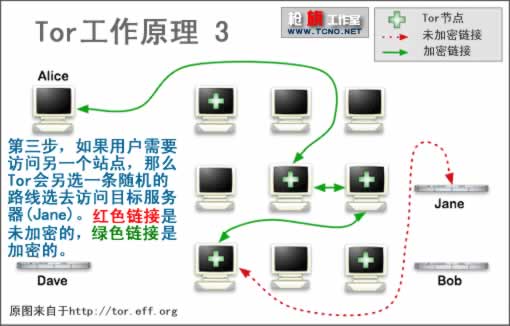 Tor工作原理 3
枪旗工作室
WWW.TCNO.NET
Tor节点
未加密链接
加密链接
Alice
第三步，如果用户需要
访问另一个站点，那么
Tor会另选一条随机的
路线选去访问目标服务
器(Jane)。红色链接是
未加密的，绿色链接是
加密的。
Jane
Dave
Bob
原图来自于http://tor.eff.org